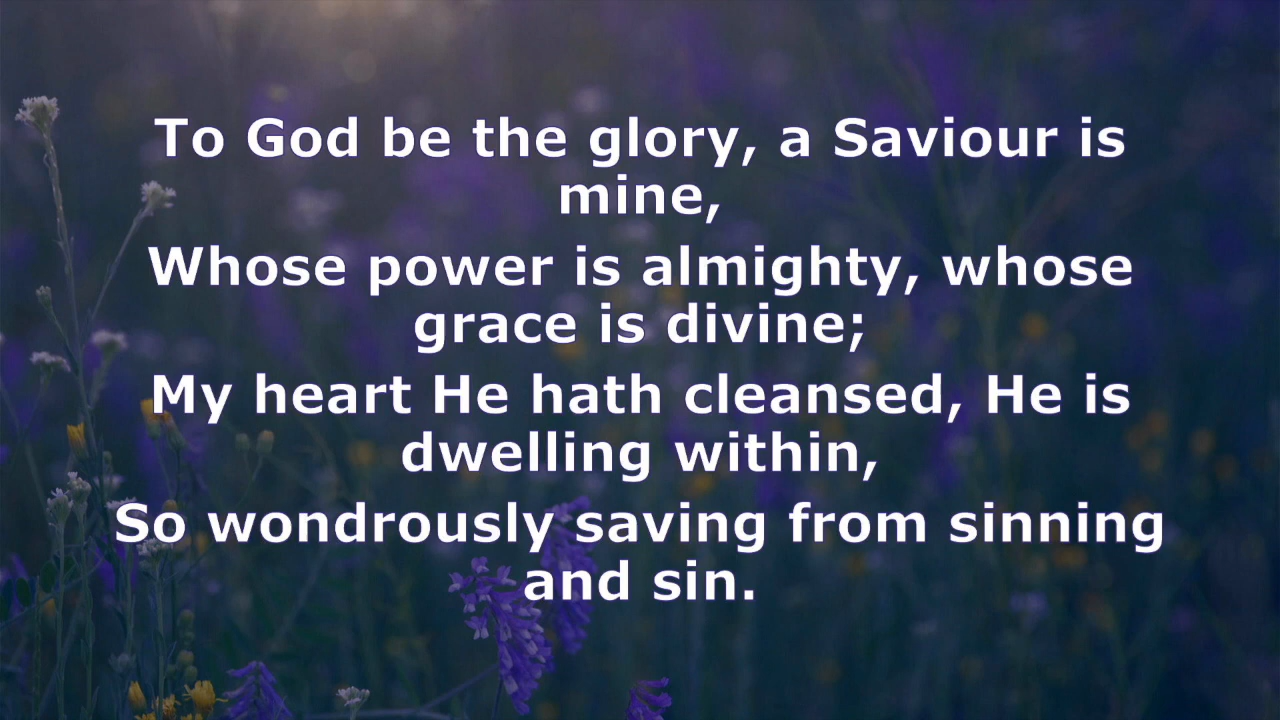 To God be the glory, a Saviour is
mine,
Whose power is almighty, whose
grace is divine;
My heart He hath cleansed, He is
dwelling within,
So wondrously saving from sinning
and sin.